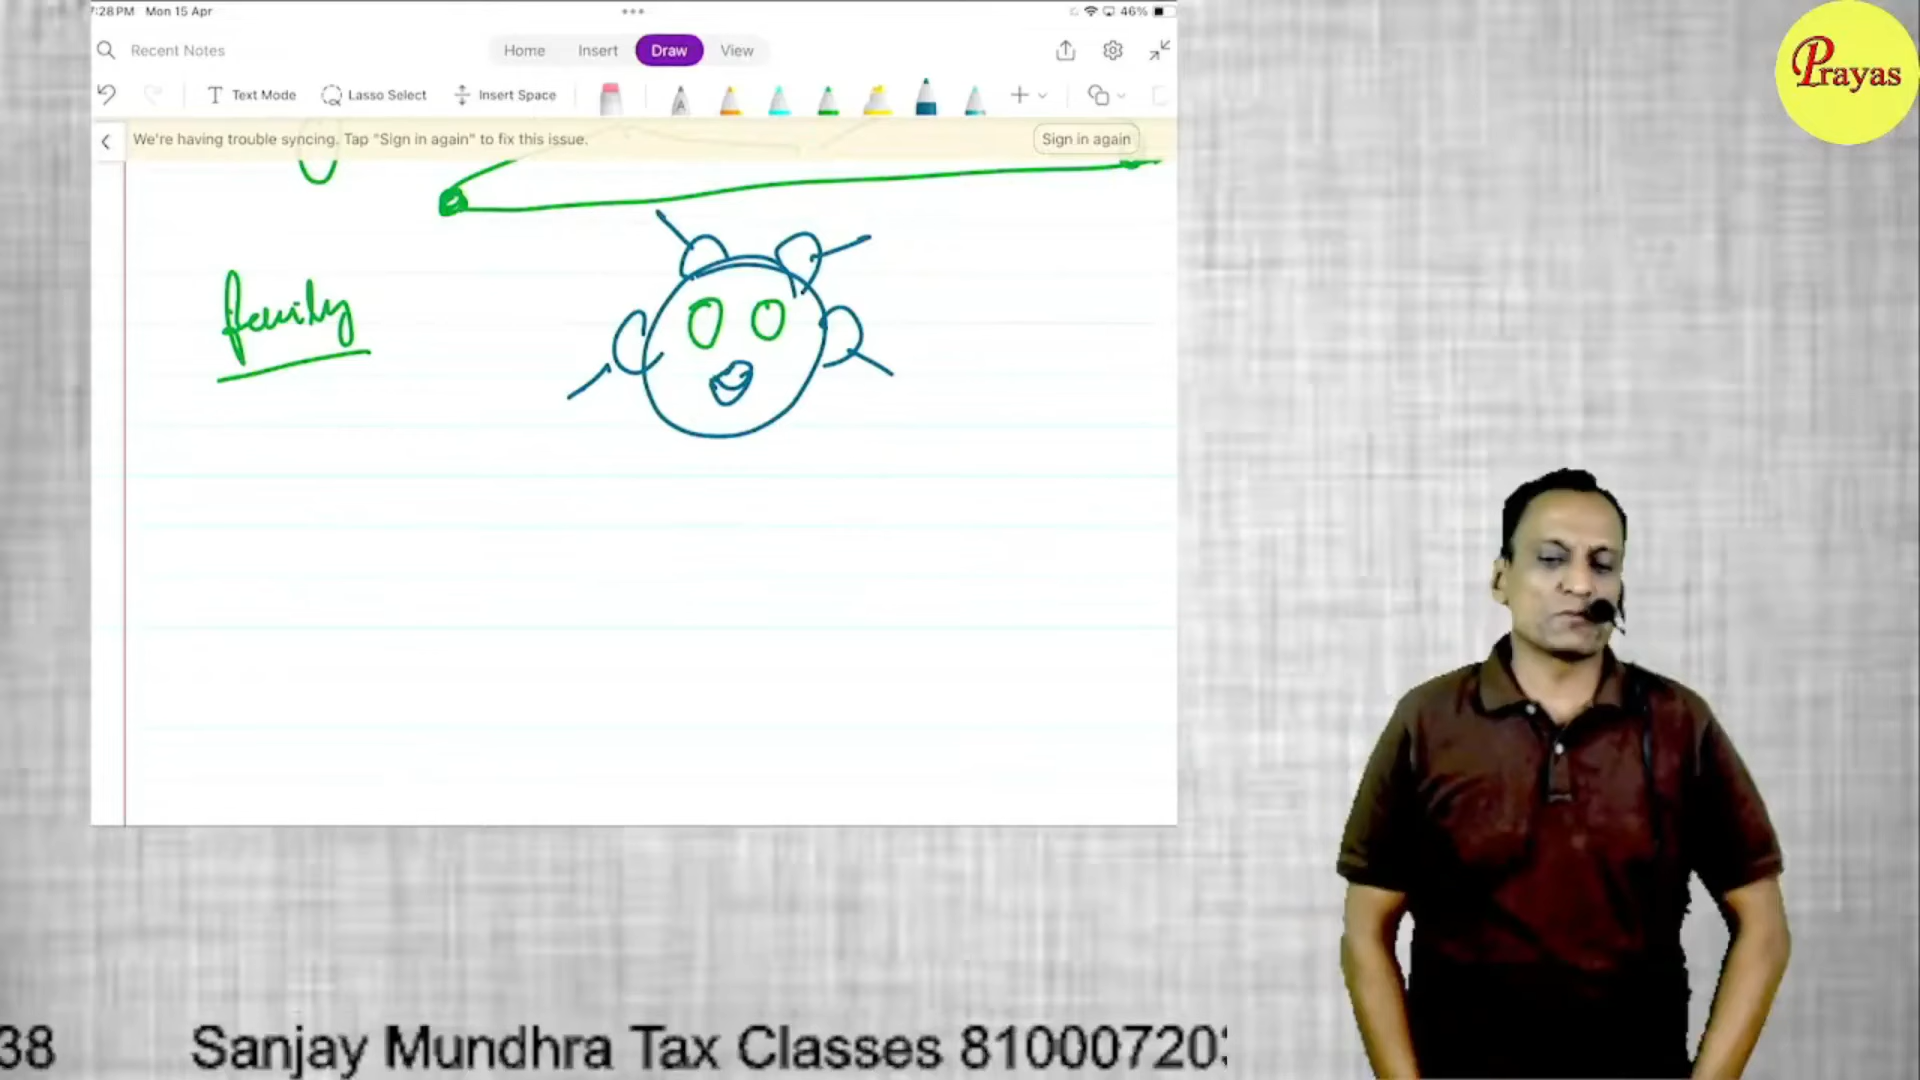 7:28 PM Mon 15 Apr
46%
Recent Notes
Home Insert Draw View
Text Mode Lasso Select Insert Space
A
We're having trouble syncing. Tap "Sign in again" to fix this issue.
Sign in again
family
Prayas
38 Sanjay Mundhra Tax Classes 81000720